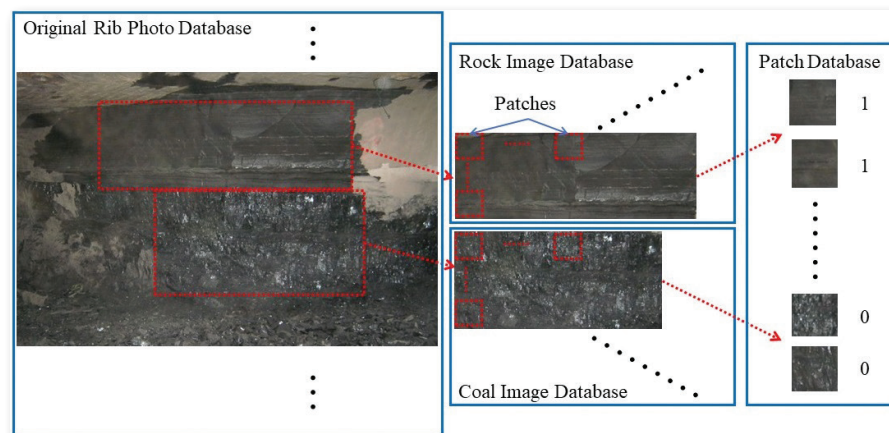 Original Rib Photo Database
Rock Image Database
Patches
Coal Image Database
Patch Database
1
1
0
0